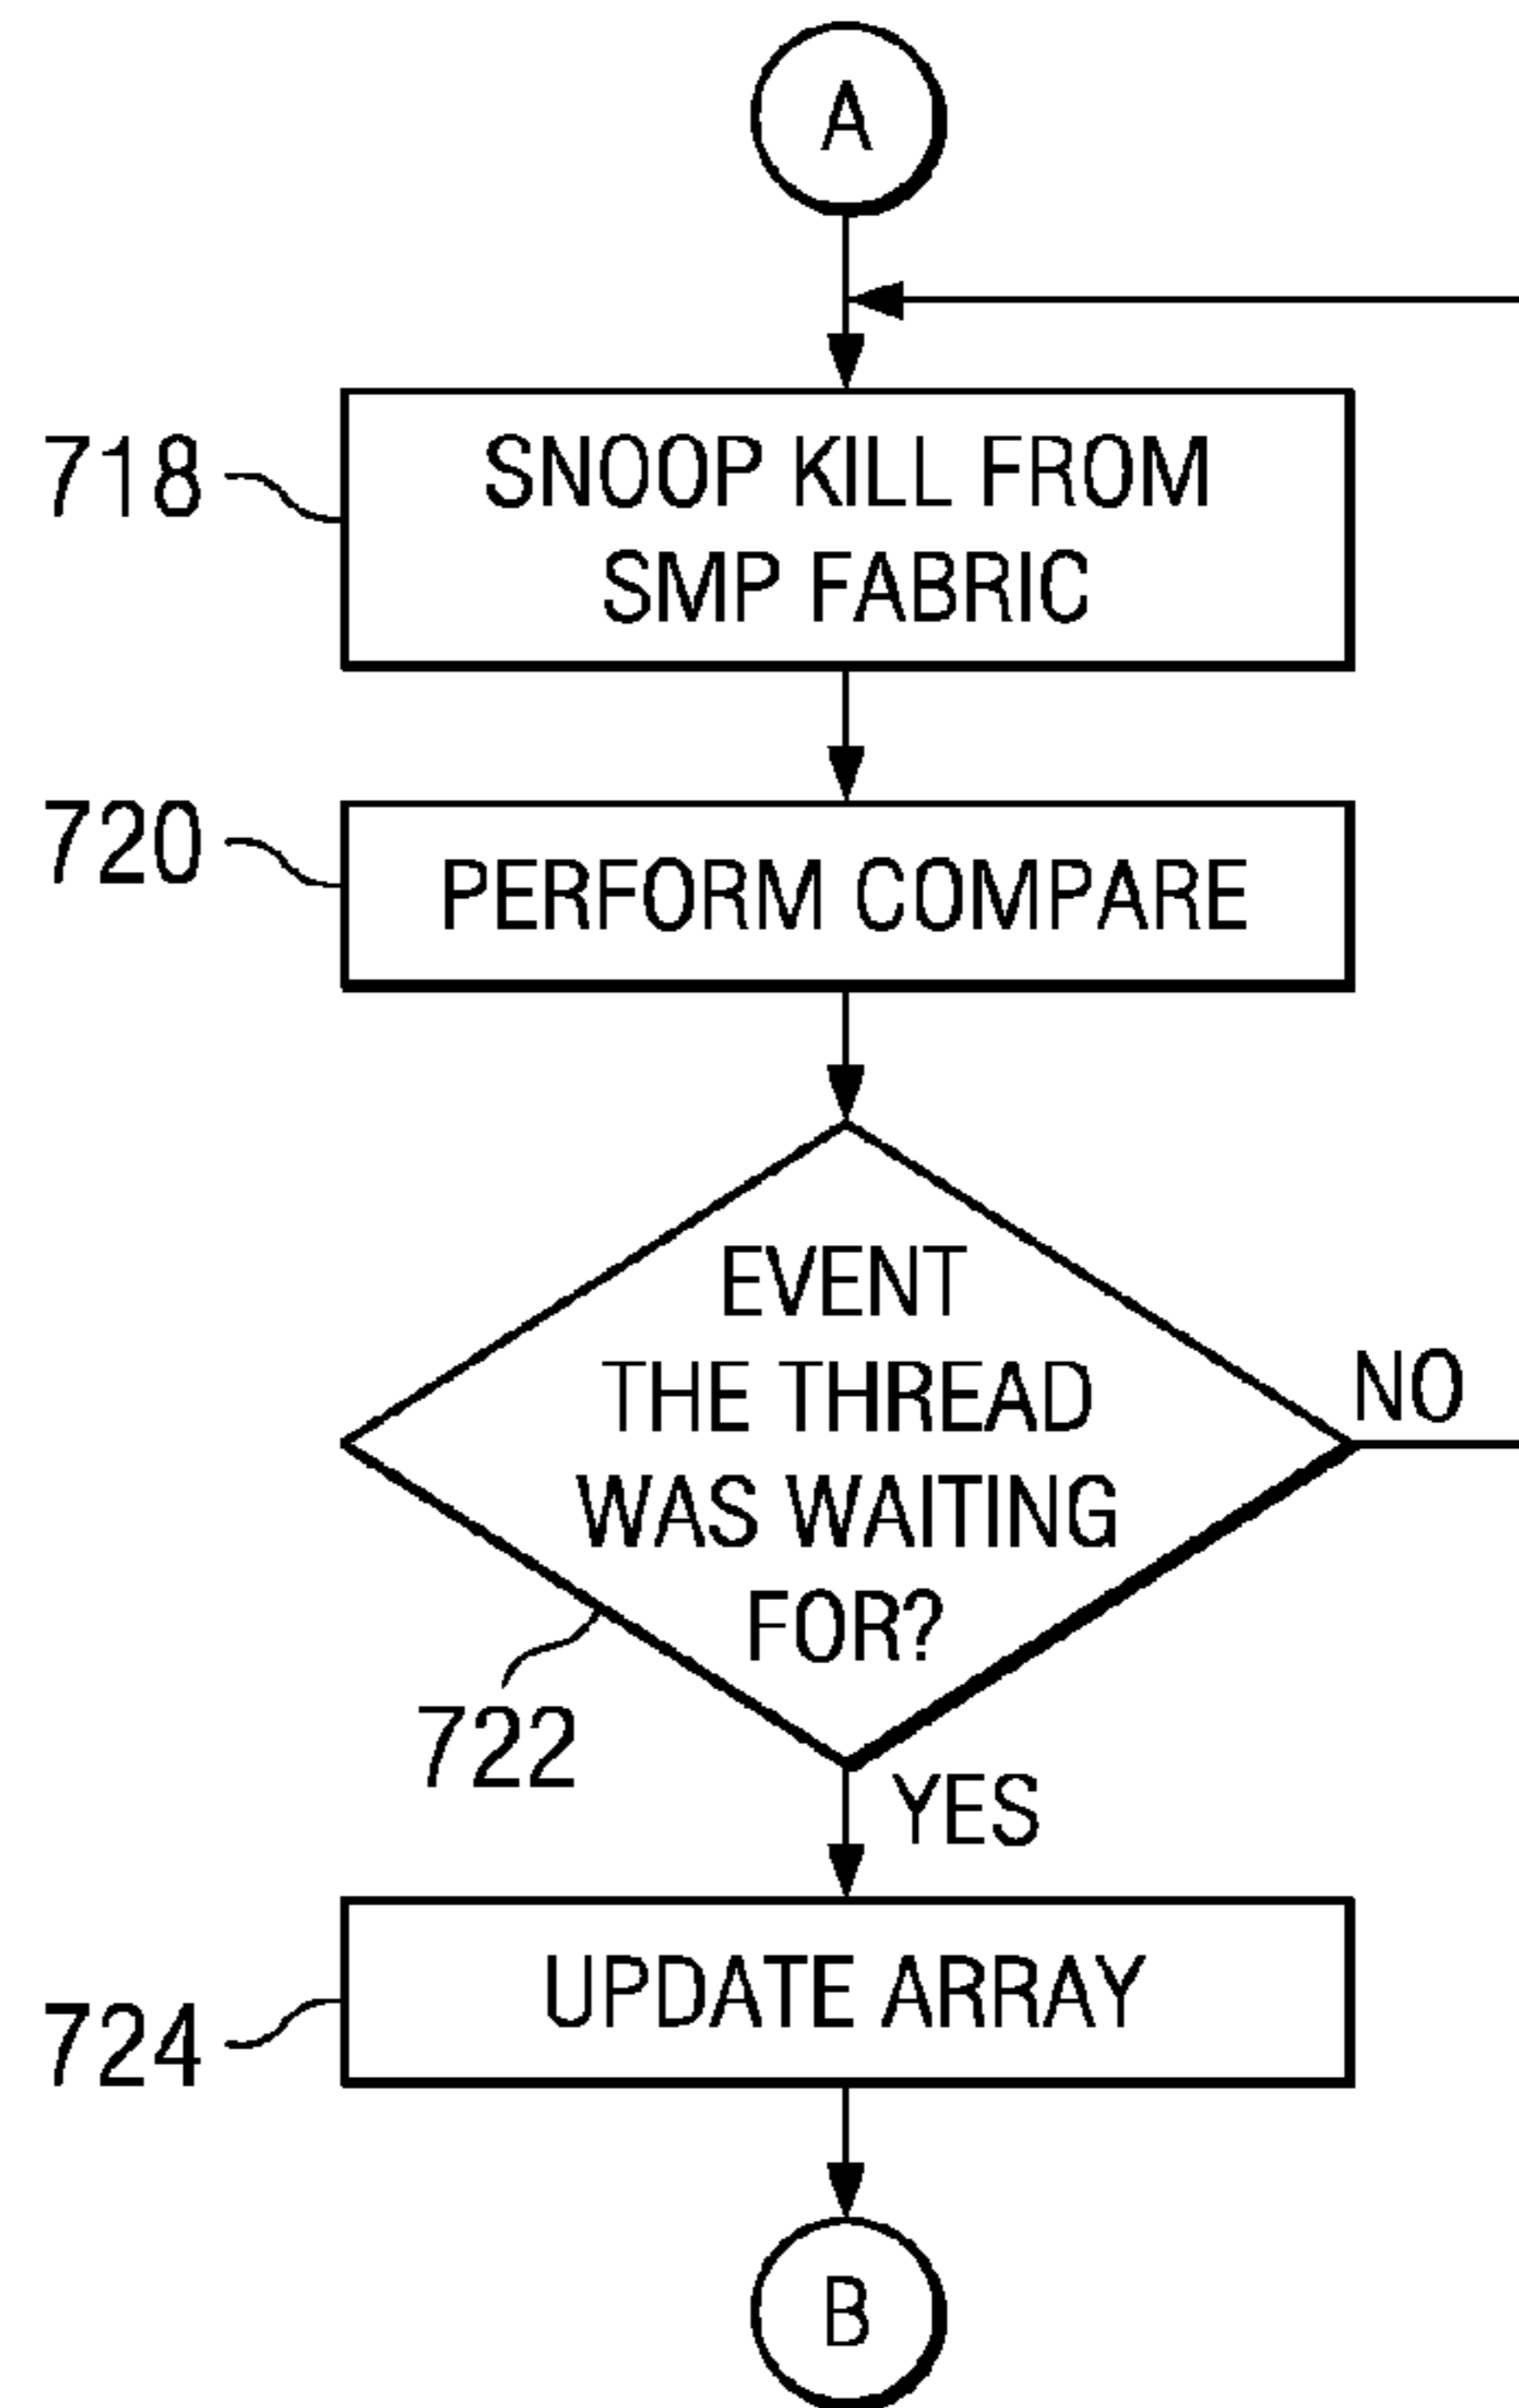 A
718
SNOOP KILL FROM
SMP FABRIC
720
PERFORM COMPARE
EVENT
THE THREAD
WAS WAITING
FOR?
NO
722
YES
UPDATE ARRAY
724
B